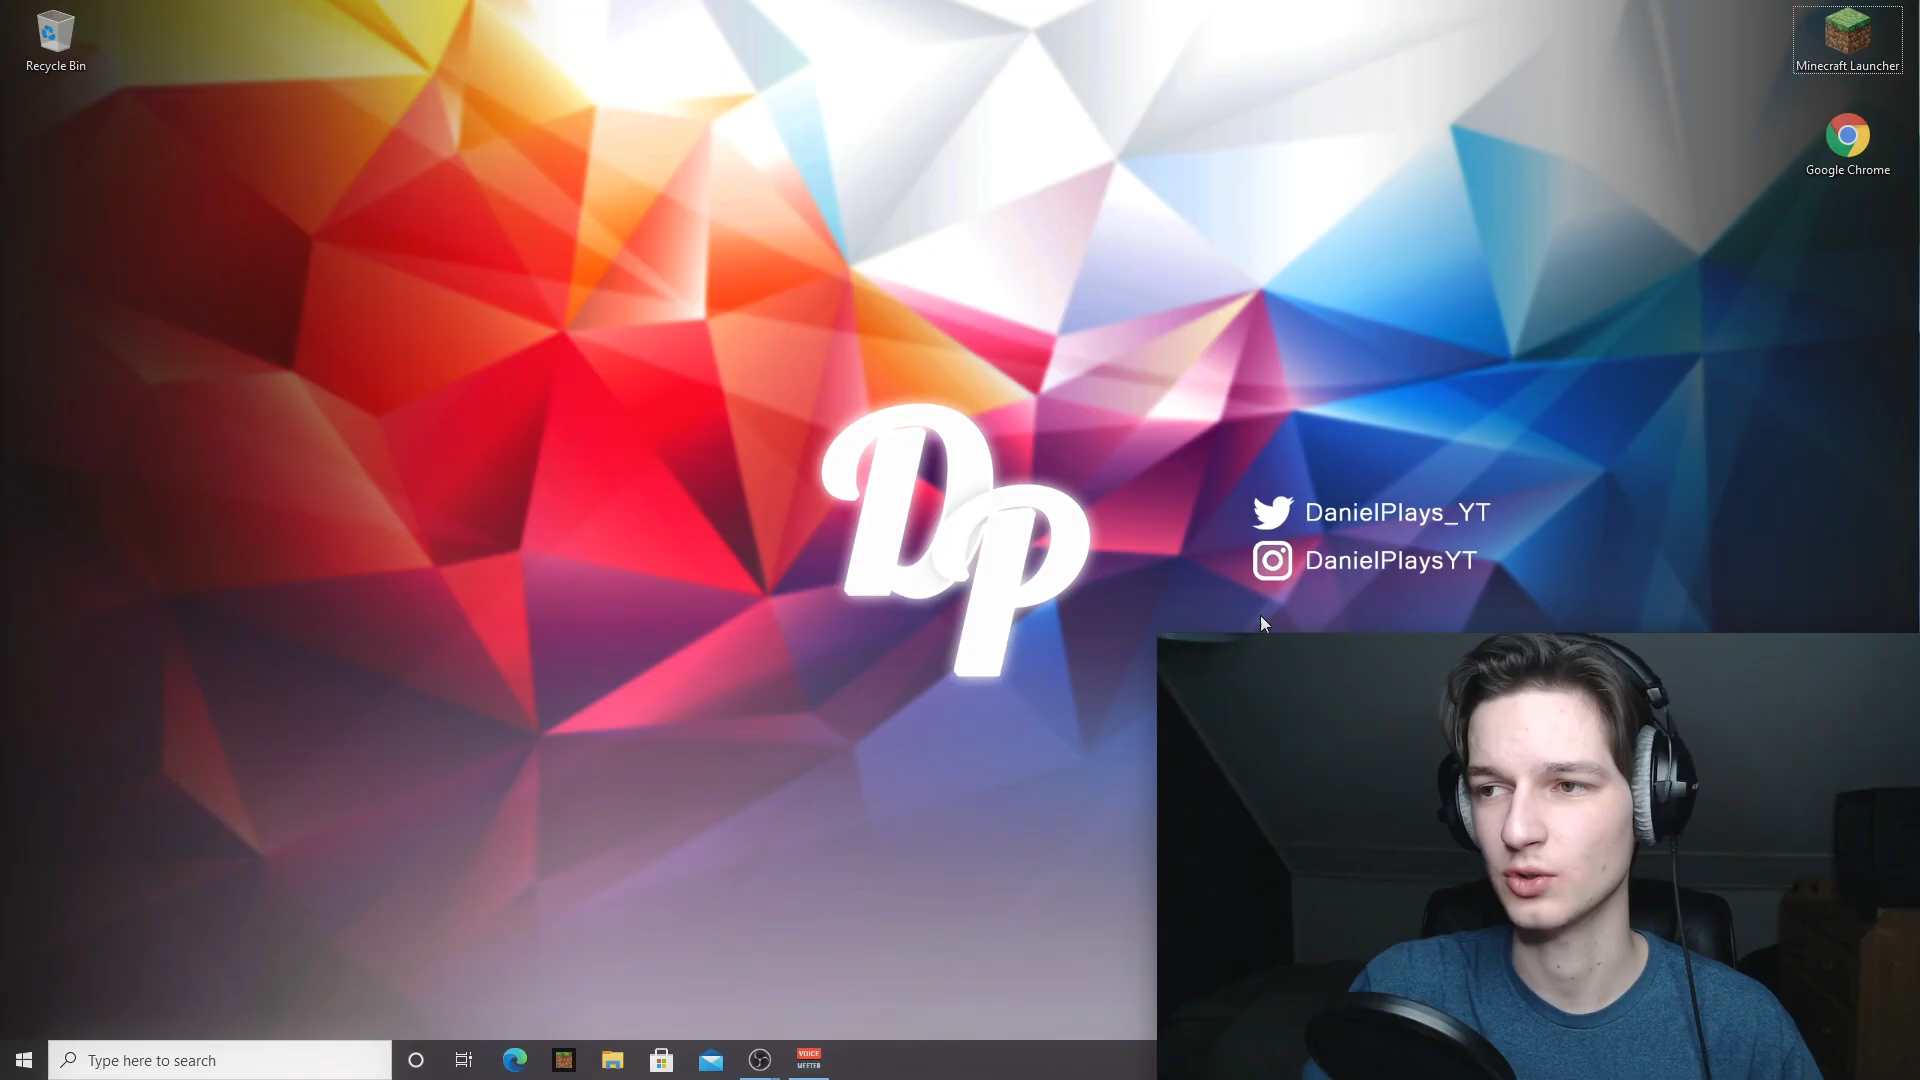 Recycle Bin
Minecraft Launcher
Google Chrome
DP
DanielPlays_YT
DanielPlaysYT
Type here to search
VOICE
MEETER